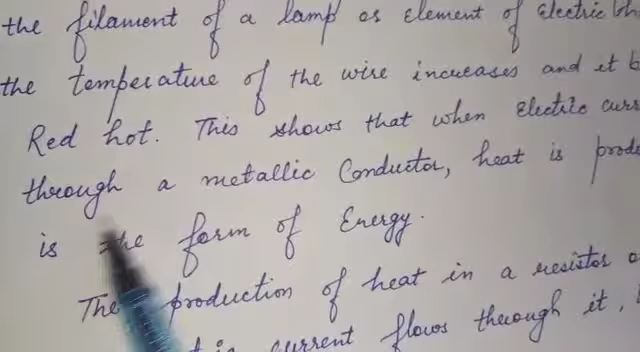 the filament of a lamp as element of Electric
the temperature of the wire increases and it b
Red hot. This shows that when Electric curr
through a metallic Conductor, heat is produ
is the form of Energy.
The production of heat in a resistor
current flows through it,